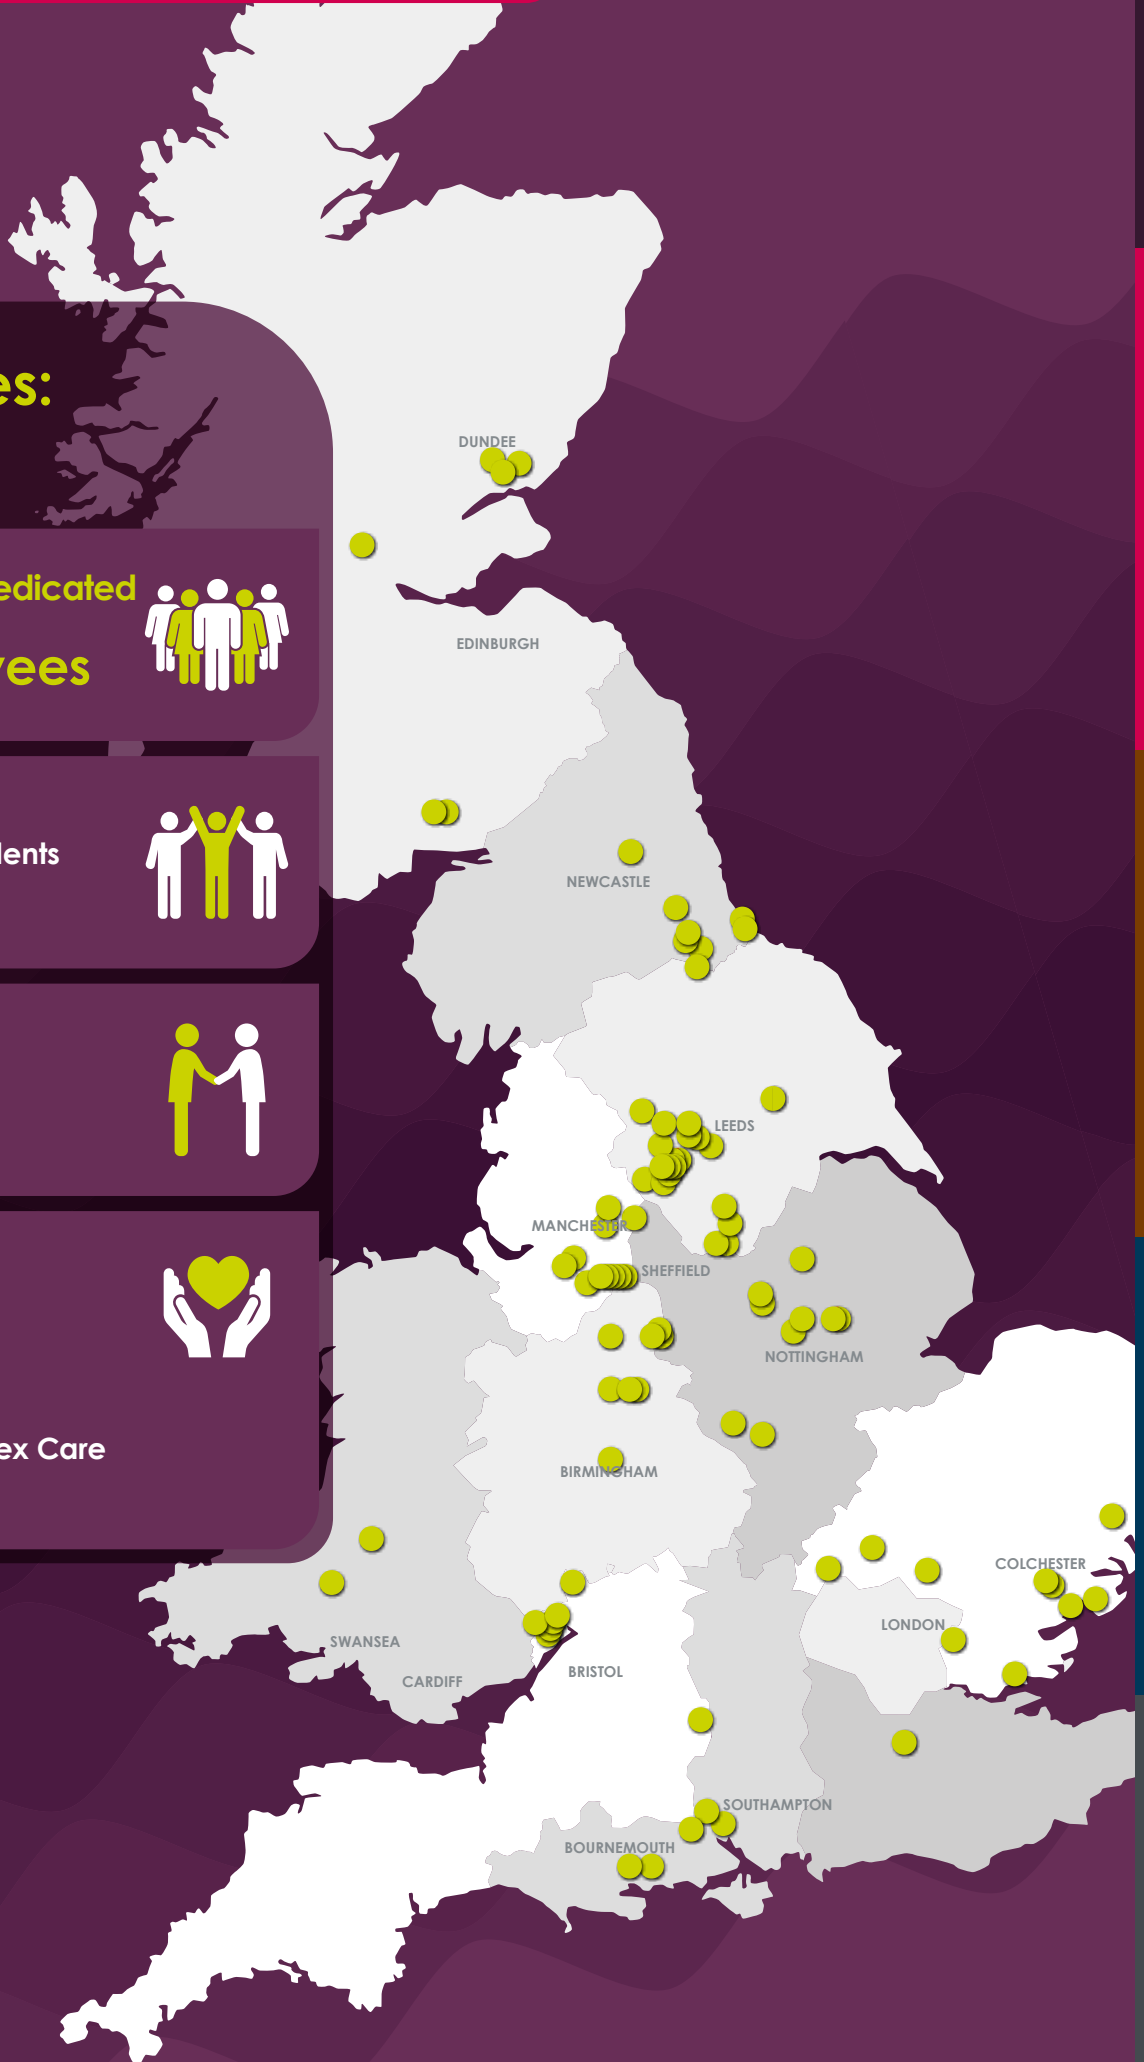 es:
DUNDEE
edicated
EDINBURGH
yees
dents
NEWCASTLE
LEEDS
MANCHESTER
SHEFFIELD
NOTTINGHAM
ex Care
BIRMINGHAM
COLCHESTER
LONDON
SWANSEA
BRISTOL
CARDIFF
SOUTHAMPTON
BOURNEMOUTH